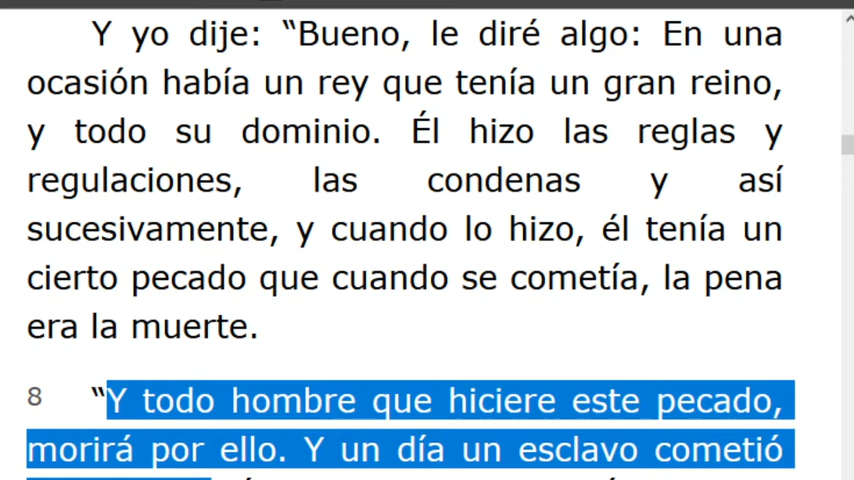 Y yo dije: “Bueno, le diré algo: En una
ocasión había un rey que tenía un gran reino,
y todo su dominio. Él hizo las reglas y
regulaciones, las condenas y así
sucesivamente, y cuando lo hizo, él tenía un
cierto pecado que cuando se cometía, la pena
era la muerte.
8 “Y todo hombre que hiciere este pecado,
morirá por ello. Y un día un esclavo cometió